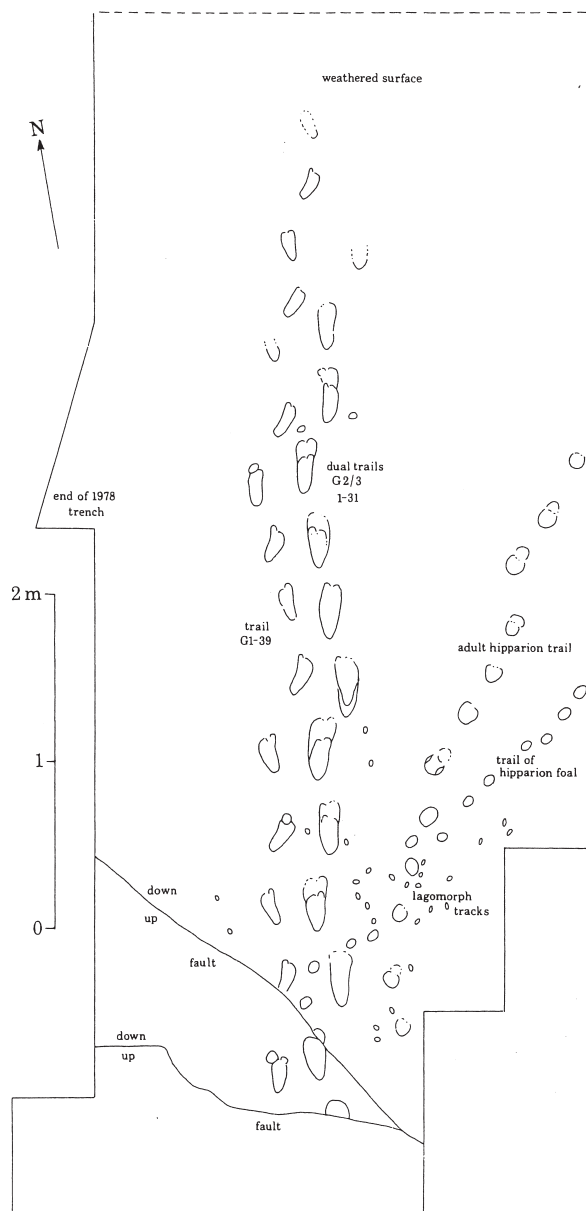 weathered surface
N
dual trails
G2/3
1-31
end of 1978
trench
2 m
trail
G1-39
adult hipparion trail
1
trail of
hipparion foal
down
up
lagomorph
tracks
0
fault
down
up
fault